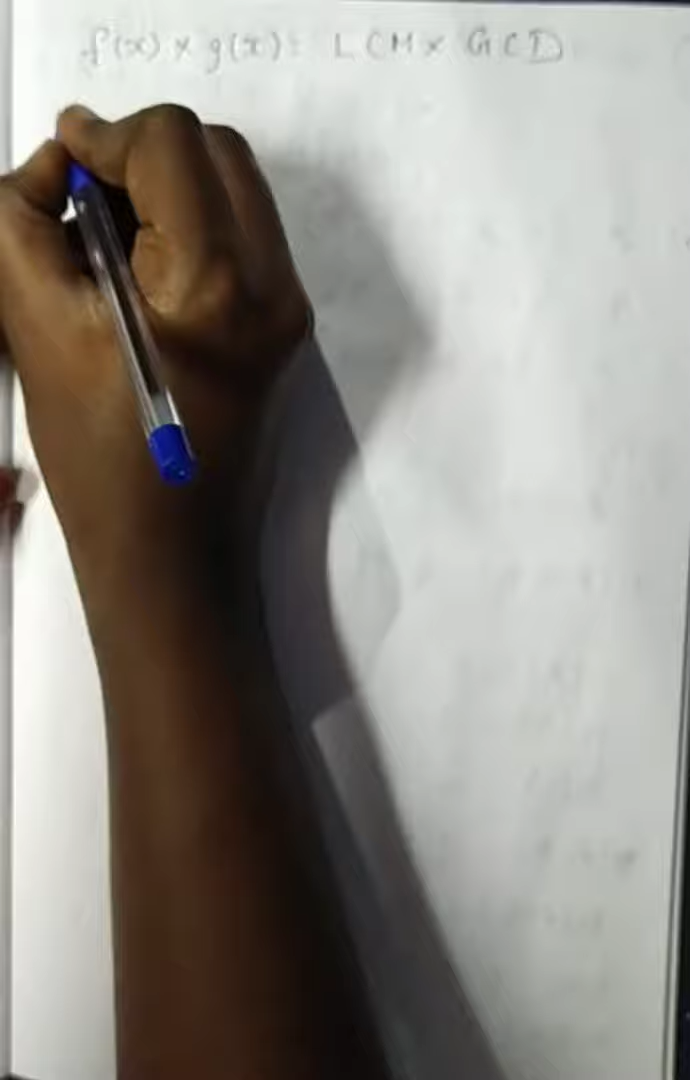 f(x) × g(x) = LCM × GCD